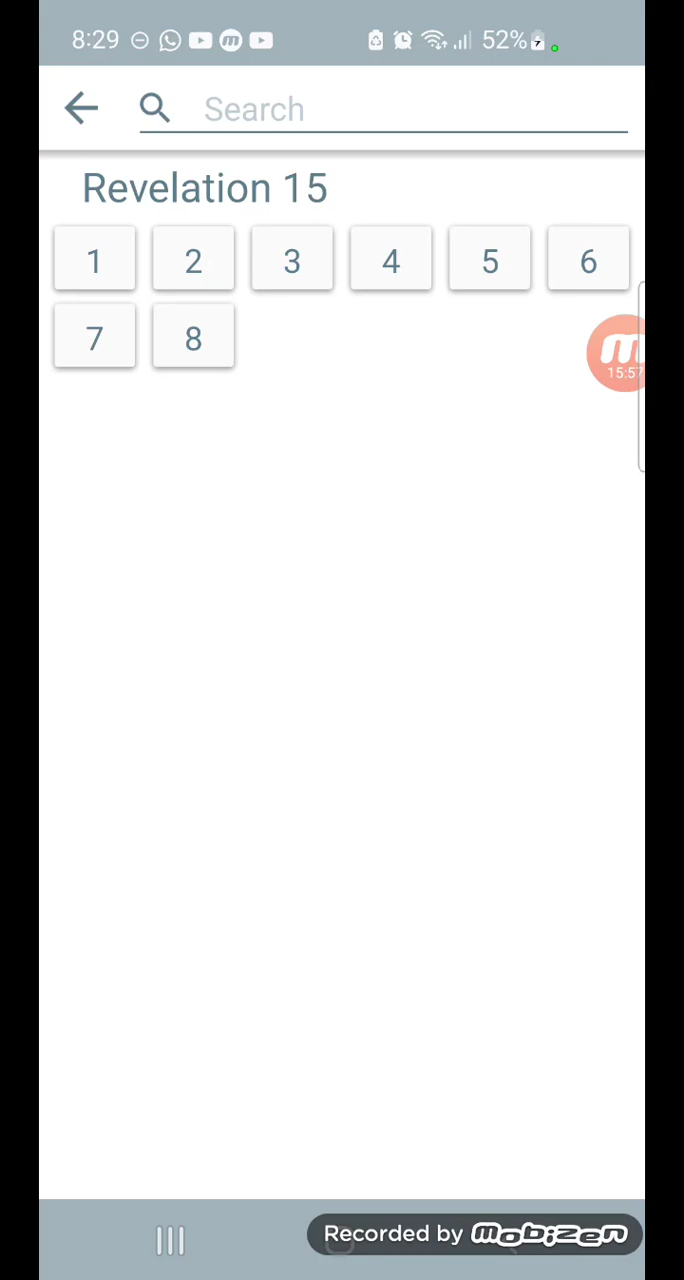 8:29 52%
Search
Revelation 15
1 2 3 4 5 6
7 8
m
15:57
Recorded by mobizen